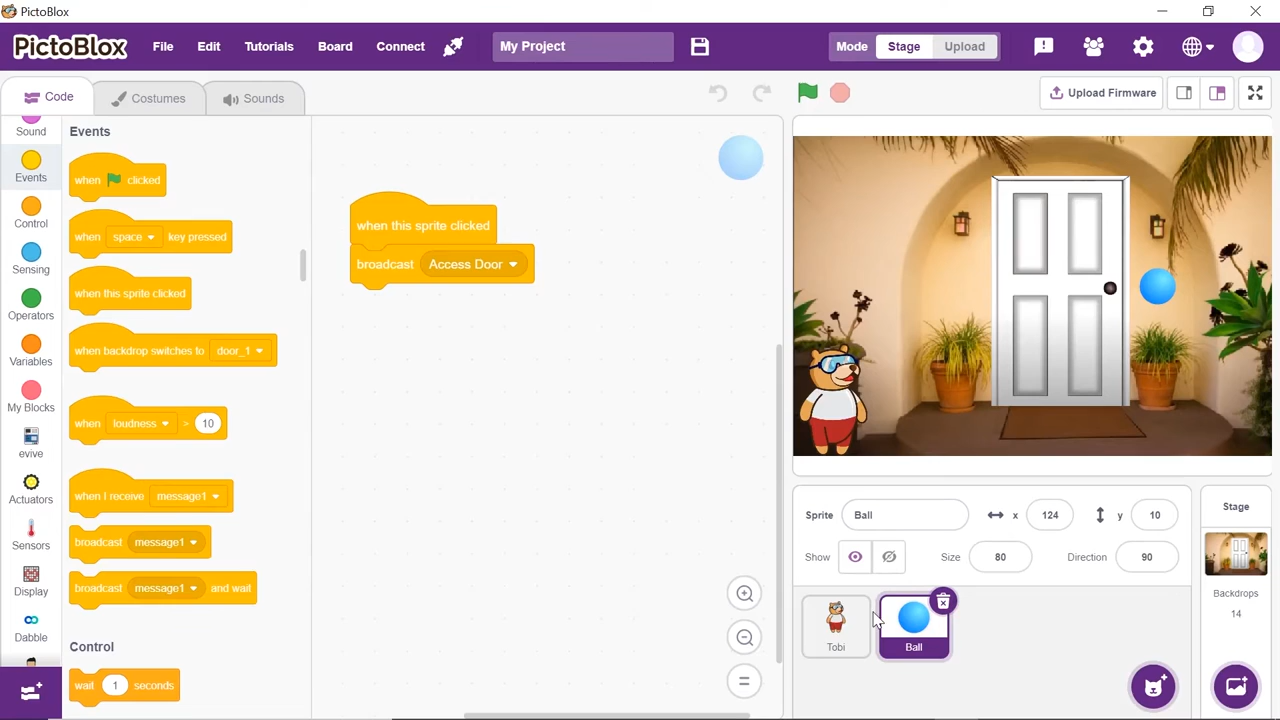 PictoBlox
PictoBlox File Edit Tutorials Board Connect My Project Mode Stage Upload
Code Costumes Sounds Upload Firmware
Sound
Events
Control
Sensing
Operators
Variables
My Blocks
evive
Actuators
Sensors
Display
Dabble
Events
when clicked
when space key pressed
when this sprite clicked
when backdrop switches to door_1
when loudness > 10
when I receive message1
broadcast message1
broadcast message1 and wait
Control
wait 1 seconds
when this sprite clicked
broadcast Access Door
Sprite Ball x 124 y 10
Show Size 80 Direction 90
Tobi
Ball
Stage
Backdrops
14